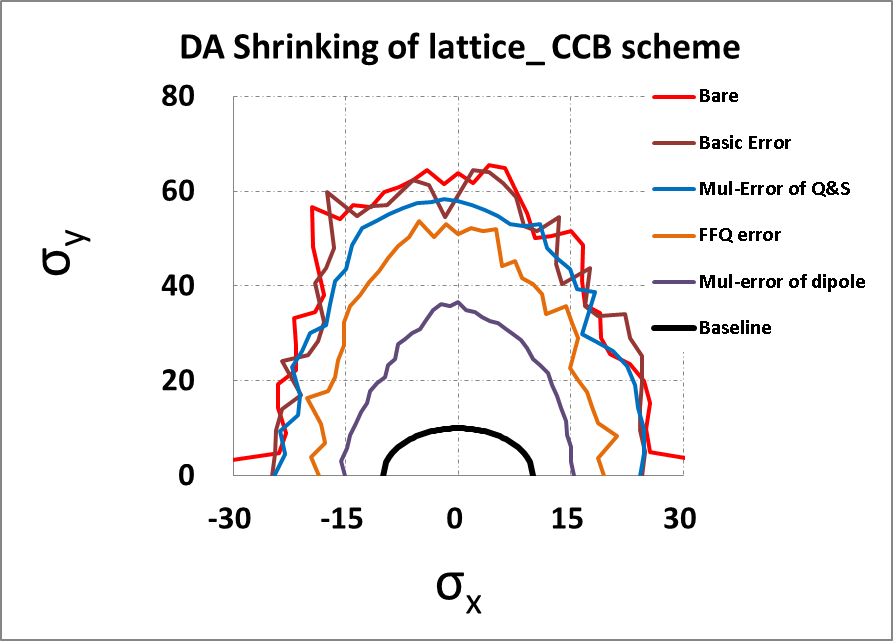 DA Shrinking of lattice_ CCB scheme
80
60
40
20
0
-30
-15
0
15
30
σy
σx
Bare
Basic Error
Mul-Error of Q&S
FFQ error
Mul-error of dipole
Baseline